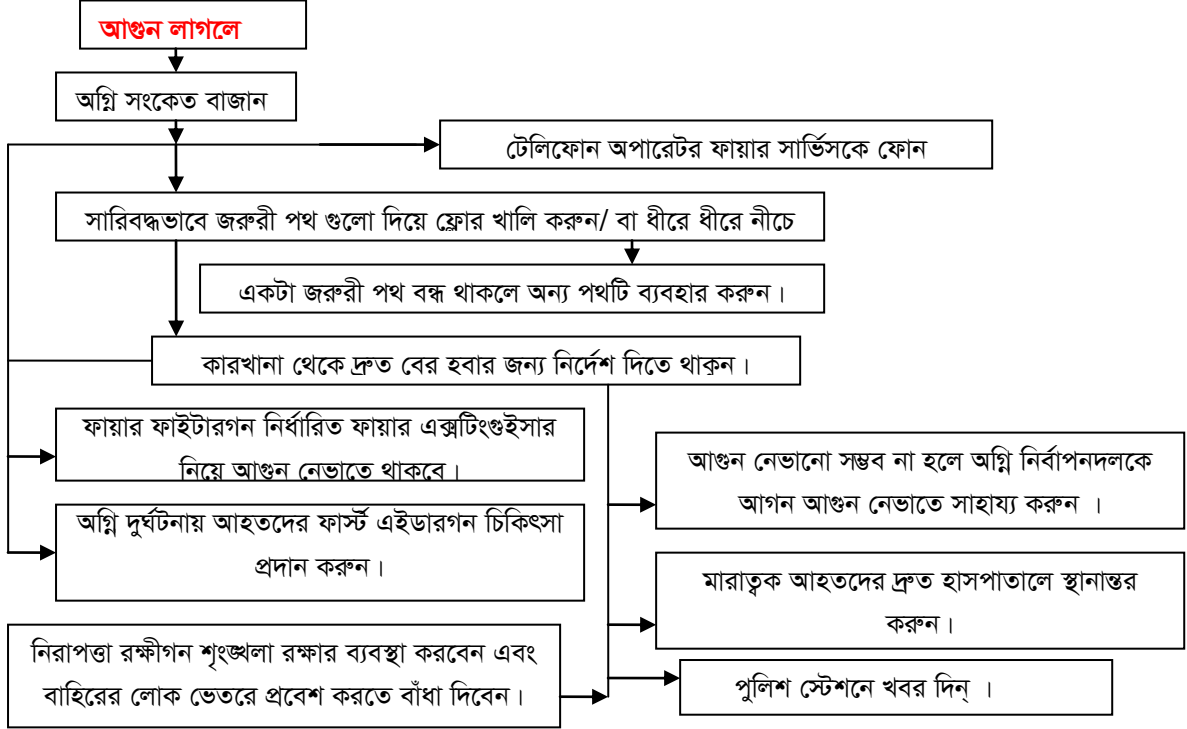 আগুন লাগলে
অগ্নি সংকেত বাজান
টেলিফোন অপারেটর ফায়ার সার্ভিসকে ফোন
সারিবদ্ধভাবে জরুরী পথ গুলো দিয়ে ফ্লোর খালি করুন/ বা ধীরে ধীরে নীচে
একটা জরুরী পথ বন্ধ থাকলে অন্য পথটি ব্যবহার করুন।
কারখানা থেকে দ্রুত বের হবার জন্য নির্দেশ দিতে থাকুন।
ফায়ার ফাইটারগন নির্ধারিত ফায়ার এক্সটিংগুইসার
নিয়ে আগুন নেভাতে থাকবে।
আগুন নেভানো সম্ভব না হলে অগ্নি নির্বাপনদলকে
আগন আগুন নেভাতে সাহায্য করুন ।
অগ্নি দুর্ঘটনায় আহতদের ফার্স্ট এইডারগন চিকিৎসা
প্রদান করুন।
মারাত্বক আহতদের দ্রুত হাসপাতালে স্থানান্তর
করুন।
নিরাপত্তা রক্ষীগন শৃংঙ্খলা রক্ষার ব্যবস্থা করবেন এবং
বাহিরের লোক ভেতরে প্রবেশ করতে বাঁধা দিবেন।
পুলিশ স্টেশনে খবর দিন্ ।